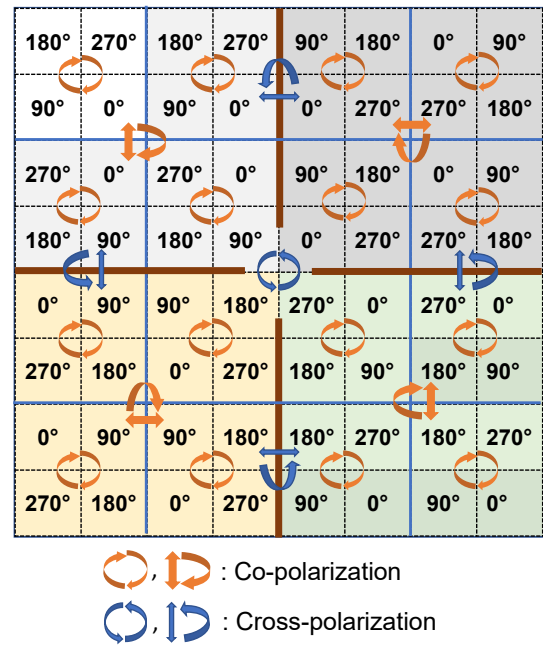 180° 270° 180° 270° 90° 180° 0° 90°
90° 0° 90° 0° 0° 270° 270° 180°
270° 0° 270° 0° 90° 180° 0° 90°
180° 90° 180° 90° 0° 270° 270° 180°
0° 90° 90° 180° 270° 0° 270° 0°
270° 180° 0° 270° 180° 90° 180° 90°
0° 90° 90° 180° 180° 270° 180° 270°
270° 180° 0° 270° 90° 0° 90° 0°
, : Co-polarization
, : Cross-polarization